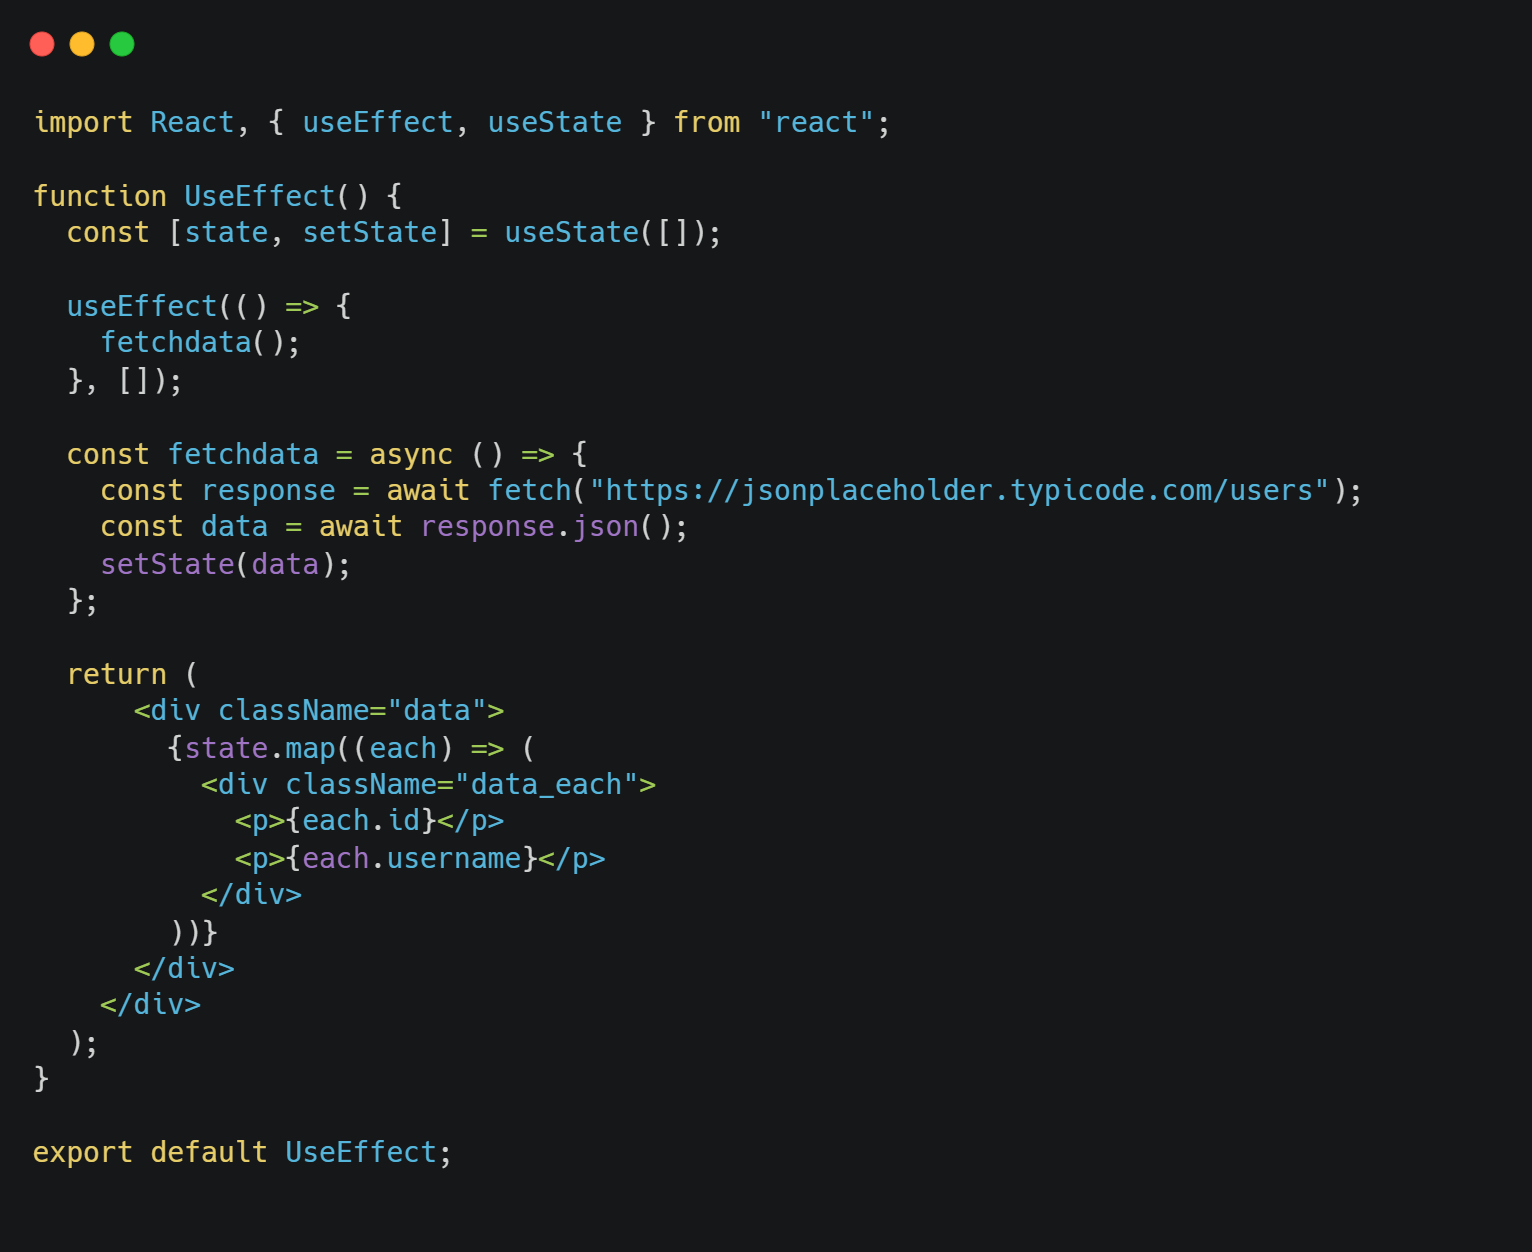 import React, { useEffect, useState } from "react";

function UseEffect() {
  const [state, setState] = useState([]);

  useEffect(() => {
    fetchdata();
  }, []);

  const fetchdata = async () => {
    const response = await fetch("https://jsonplaceholder.typicode.com/users");
    const data = await response.json();
    setState(data);
  };

  return (
      <div className="data">
        {state.map((each) => (
          <div className="data_each">
            <p>{each.id}</p>
            <p>{each.username}</p>
          </div>
        ))}
      </div>
    </div>
  );
}

export default UseEffect;